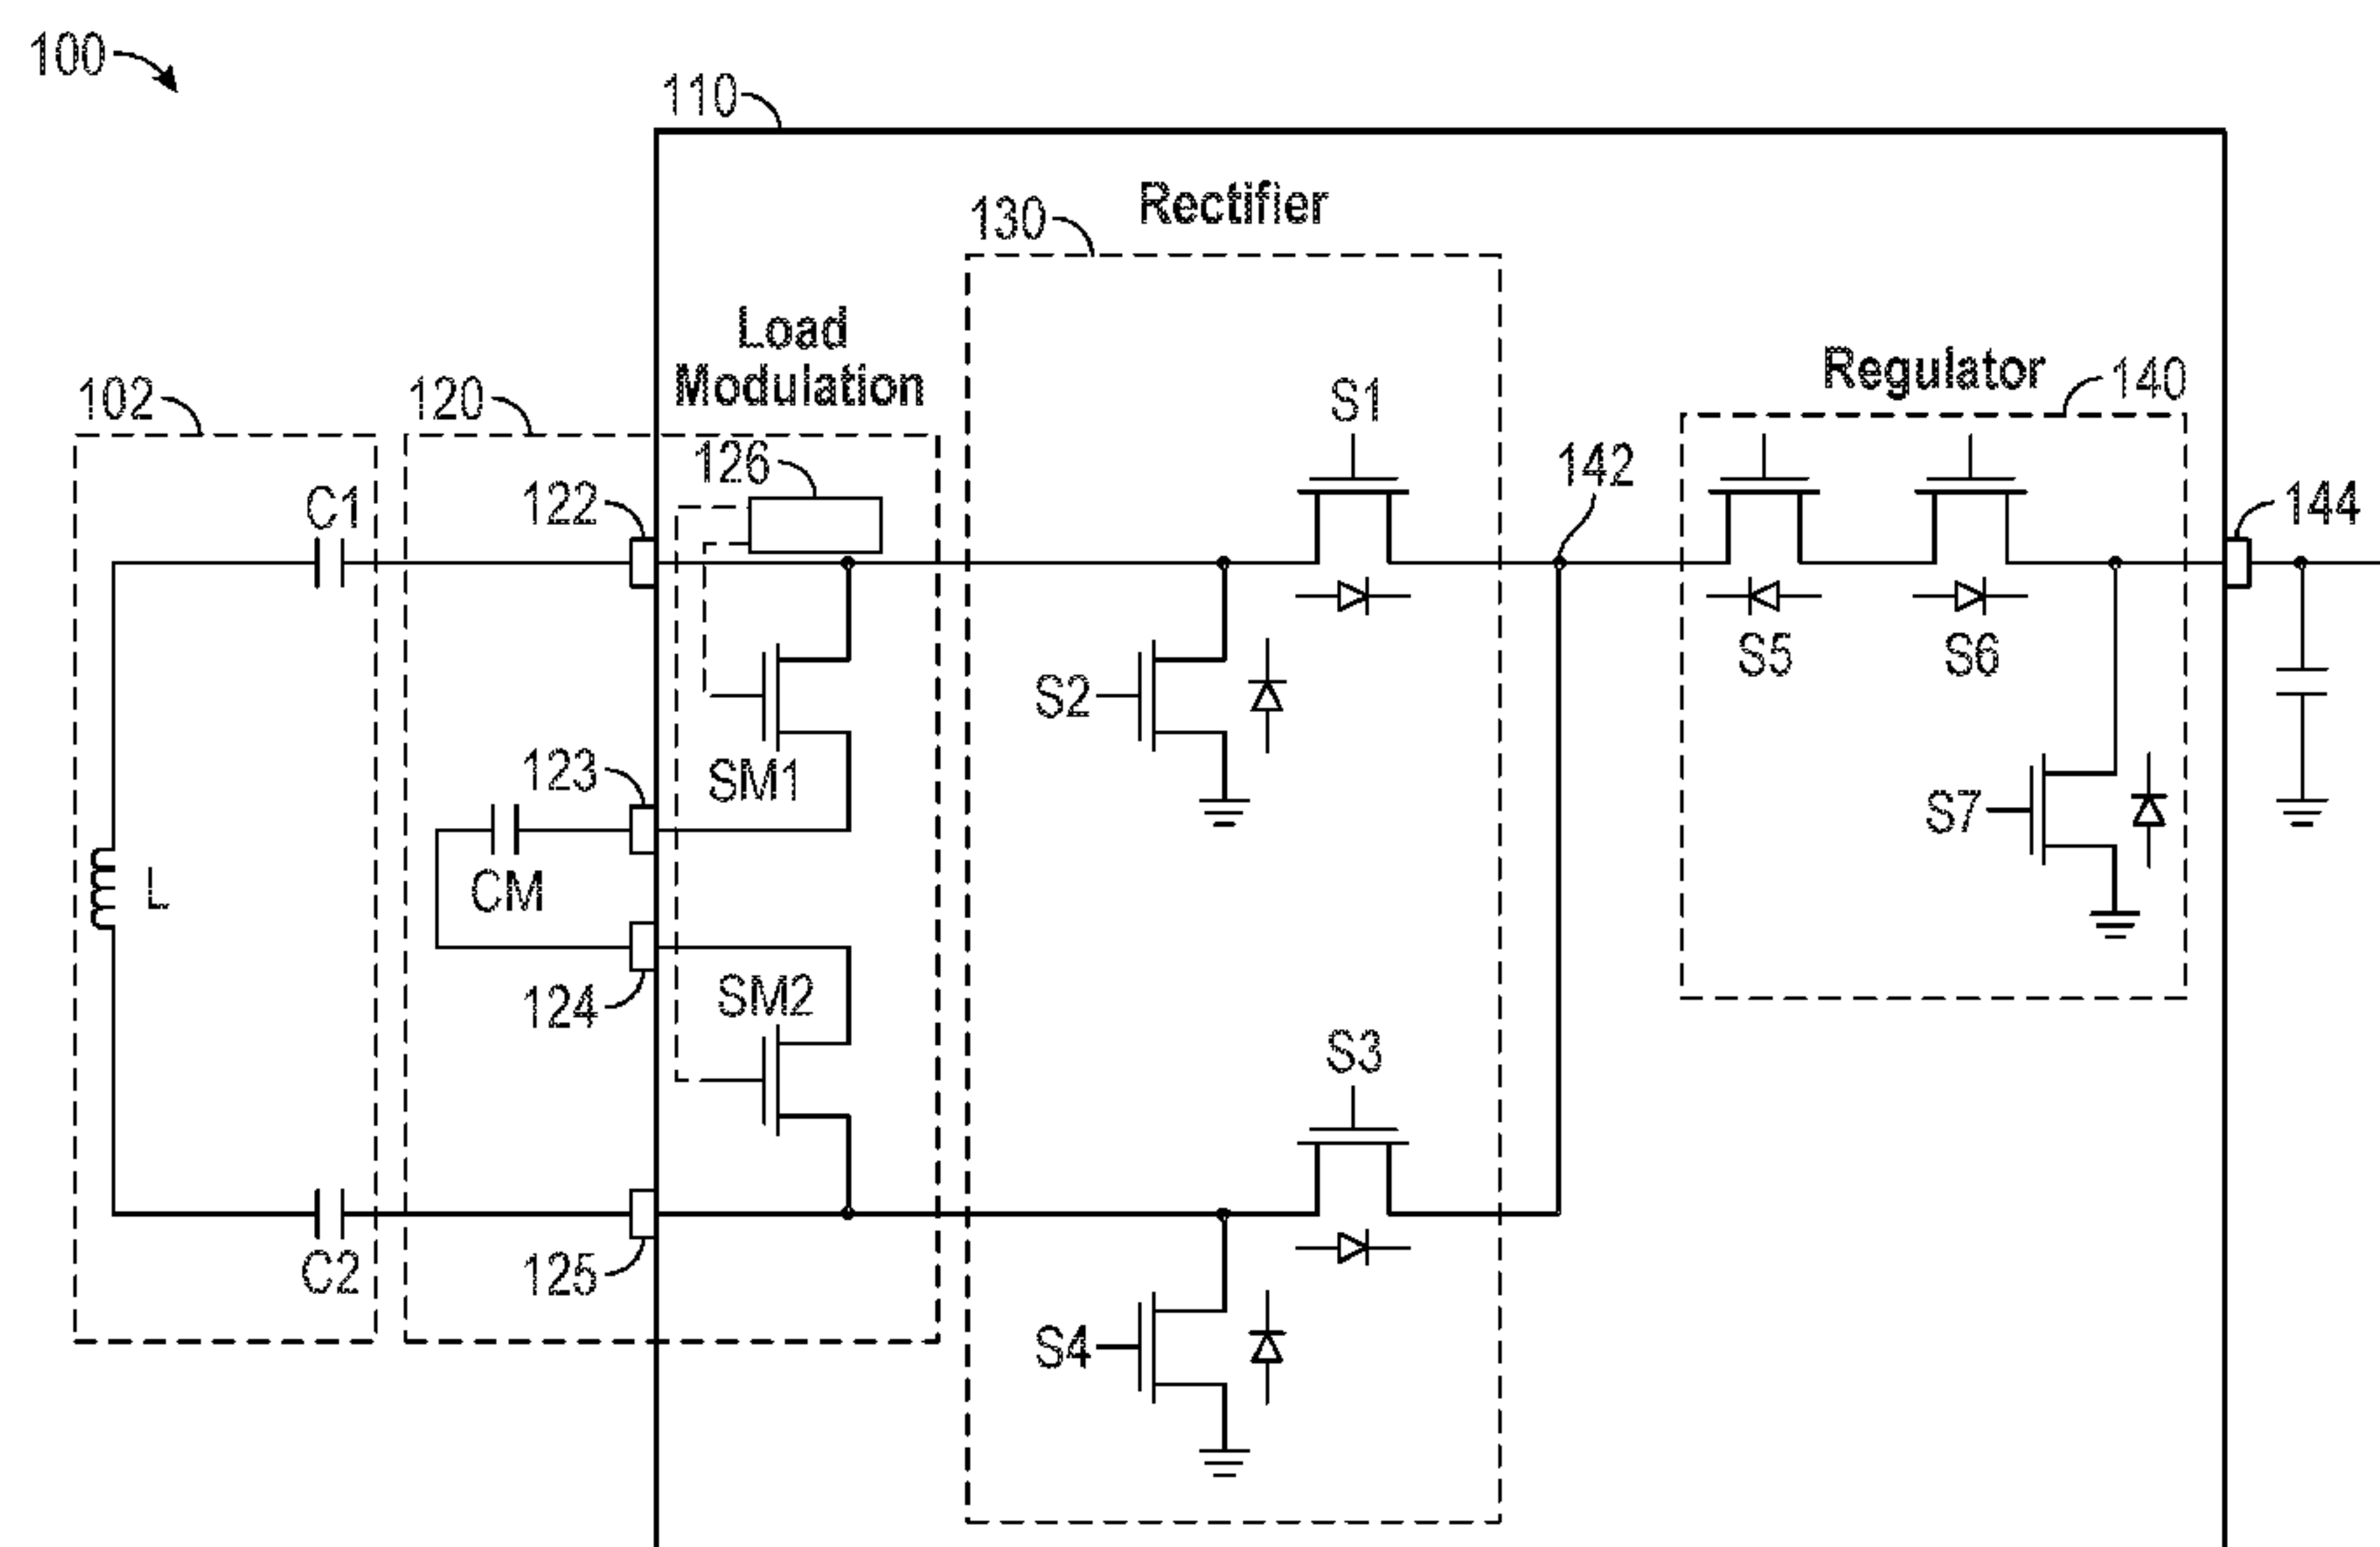 100
110
Rectifier
130
Load
Modulation
Regulator
140
102
120
S1
126
142
C1
122
144
S5
S6
S2
123
SM1
S7
CM
L
SM2
124
S3
125
C2
S4